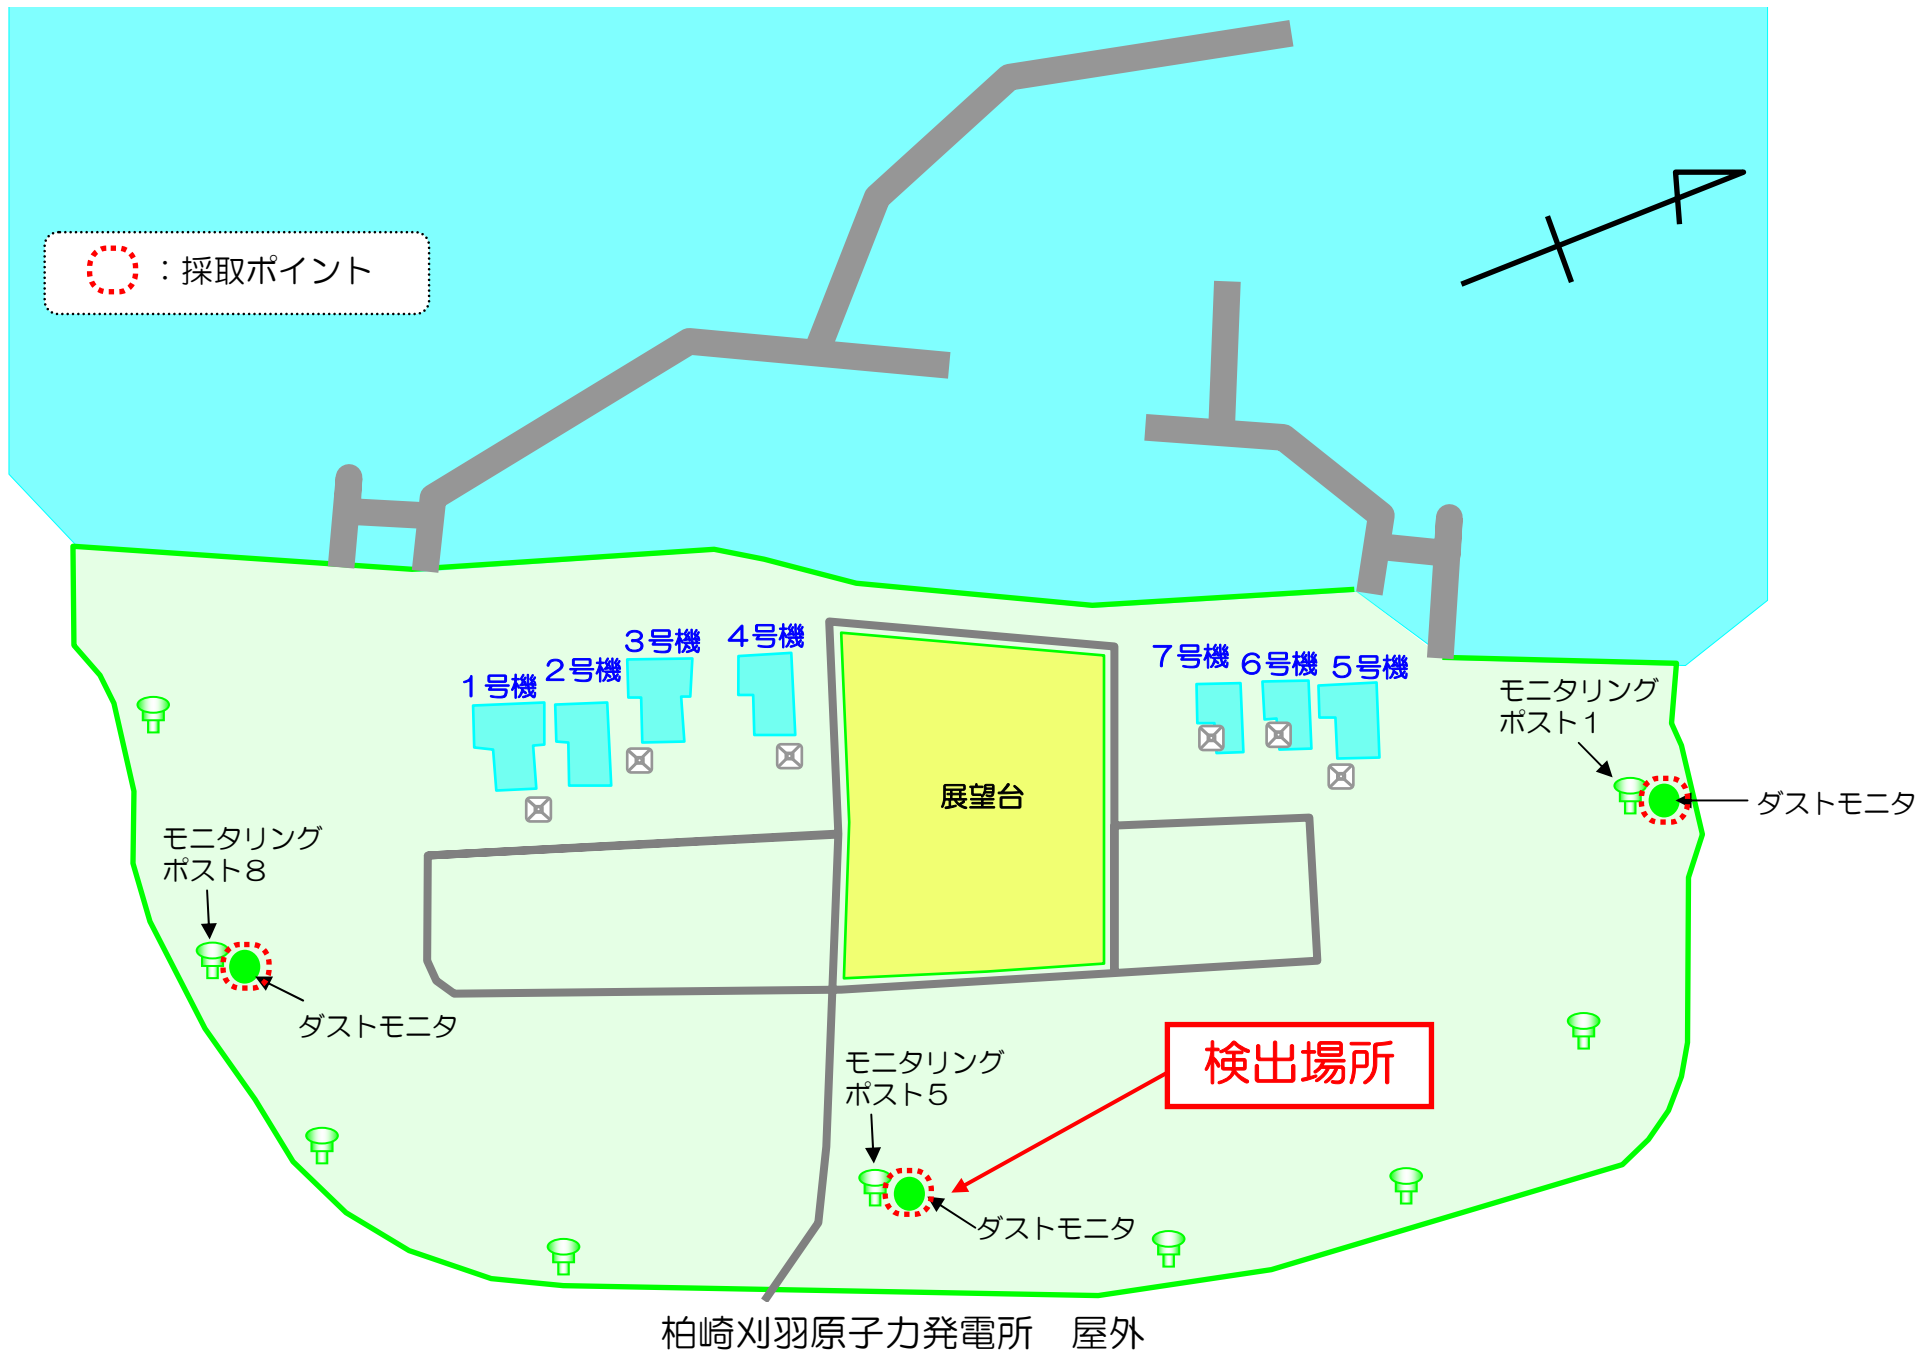 ：採取ポイント
１号機
２号機
３号機
４号機
７号機
６号機
５号機
モニタリング
ポスト１
ダストモニタ
展望台
モニタリング
ポスト８
ダストモニタ
検出場所
モニタリング
ポスト５
ダストモニタ
柏崎刈羽原子力発電所　屋外